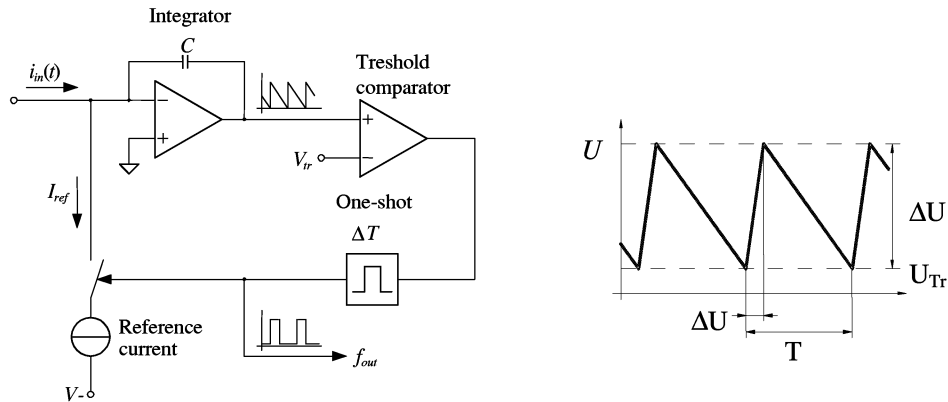 Integrator
C
i_in(t)
Treshold
comparator
−
+
+
−
V_tr
I_ref
One-shot
ΔT
Reference
current
f_out
V-
U
ΔU
U_Tr
ΔU
T